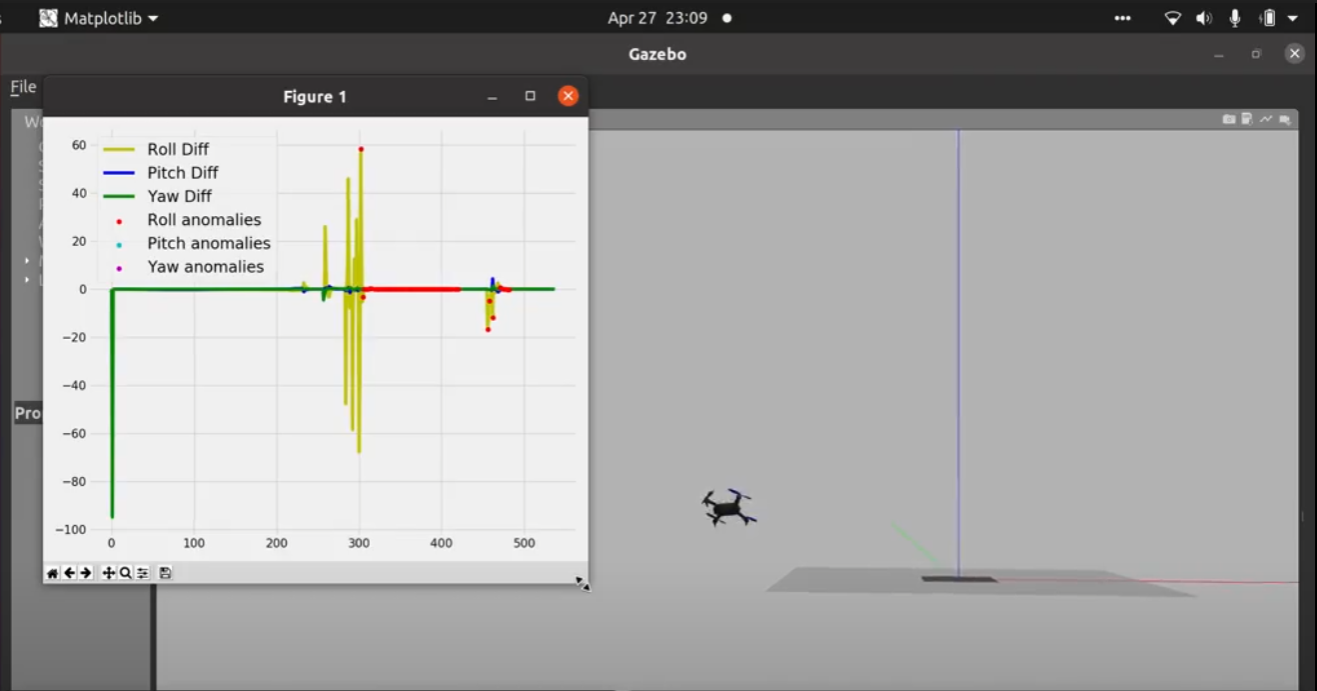 Matplotlib
Apr 27 23:09
Gazebo
File
Figure 1
Wo
60
40
20
0
−20
−40
−60
−80
−100
Roll Diff
Pitch Diff
Yaw Diff
Roll anomalies
Pitch anomalies
Yaw anomalies
0 100 200 300 400 500
Pro